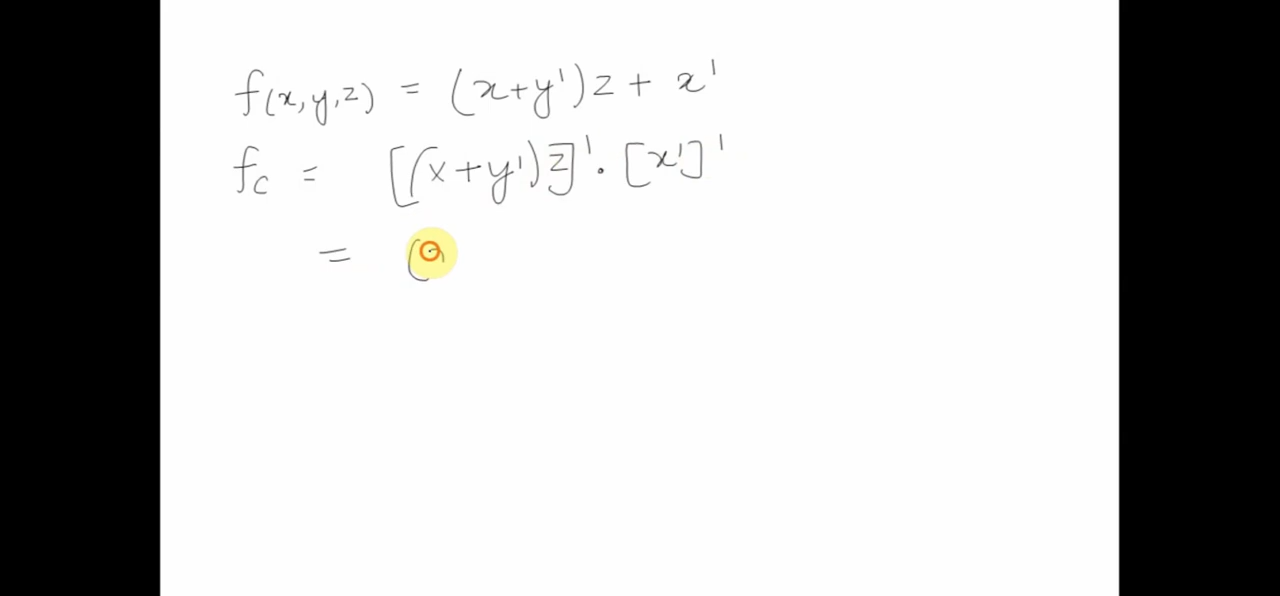 f(x,y,z) = (x+y')z + x'
fc = [(x+y')z]'.[x']'
= (